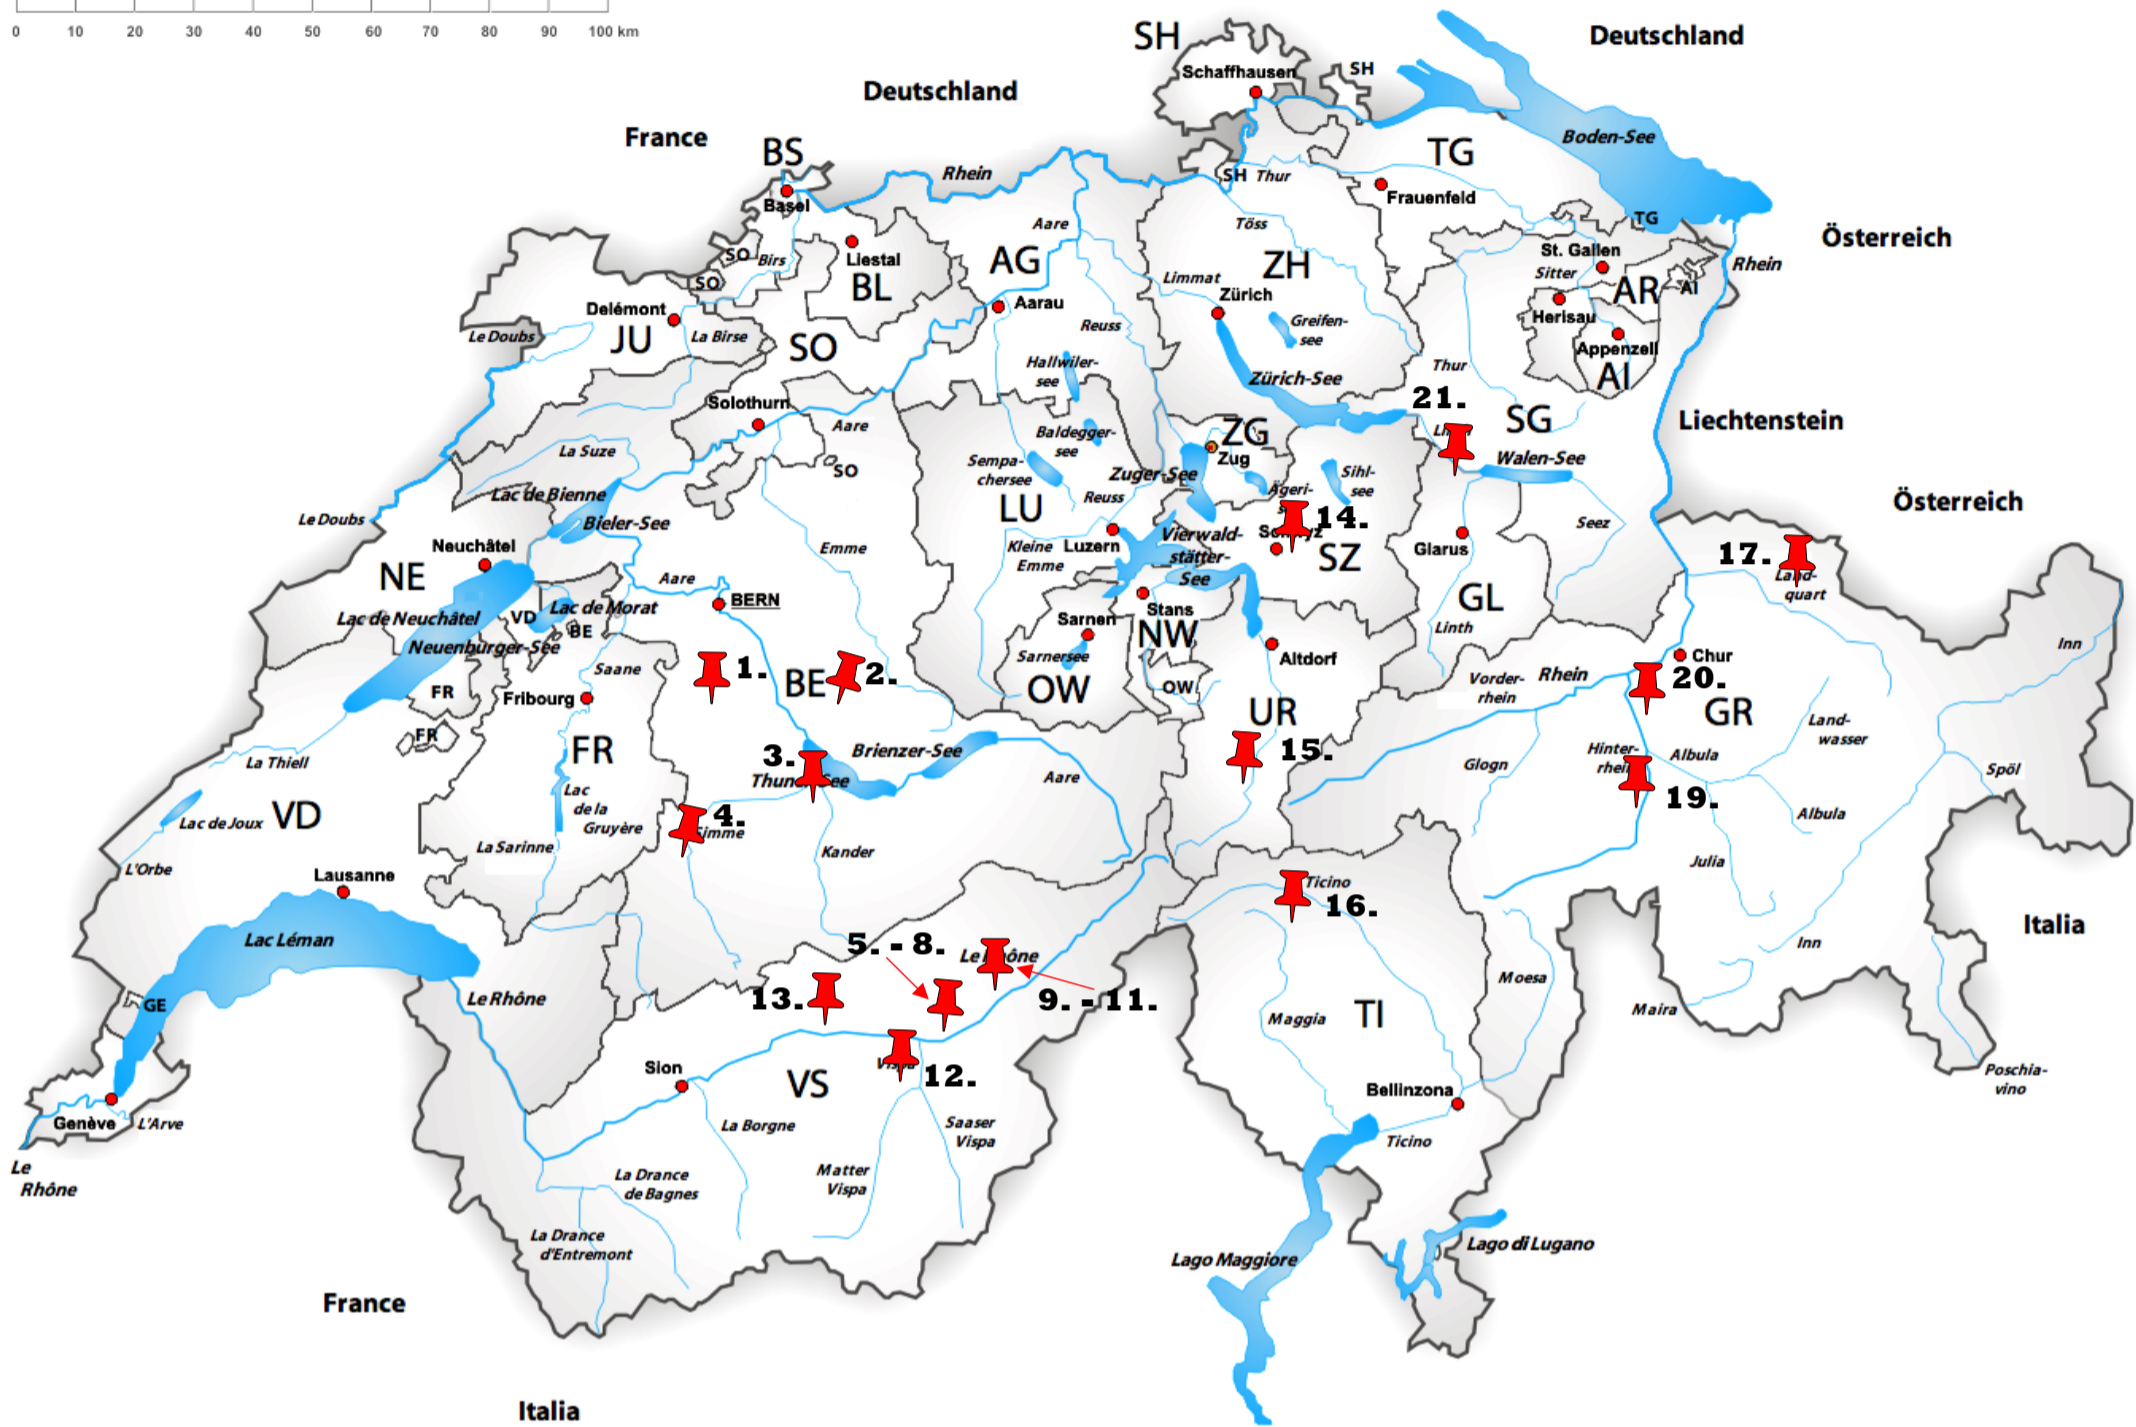 0 10 20 30 40 50 60 70 80 90 100 km
SH
Deutschland
Schaffhausen
SH
Deutschland
France
BS
Rhein
TG
Boden-See
SH
Thur
Basel
Frauenfeld
TG
Aare
Töss
Österreich
SO
Birs
Liestal
AG
ZH
St. Gallen
Rhein
SO
BL
Limmat
Sitter
AR
AI
Zürich
Delémont
Aarau
Greifen-
see
Herisau
Le Doubs
JU
La Birse
SO
Reuss
Appenzell
Hallwiler-
see
Thur
AI
Zürich-See
21.
Solothurn
SG
Liechtenstein
Aare
Baldegger-
see
ZG
La Suze
SO
Sempa-
chersee
Zug
Walen-See
Zuger-See
Sihl-
see
Lac de Bienne
LU
Reuss
Österreich
Le Doubs
Bieler-See
14.
Seez
Neuchâtel
Emme
Kleine
Emme
Luzern
Vierwald-
stätter-
See
SZ
Glarus
17.
NE
Aare
Land-
quart
BERN
Lac de Neuchâtel
VD
Lac de Morat
BE
Stans
GL
Neuenburger-See
Sarnen
NW
Linth
Inn
Saane
Sarnersee
Altdorf
Chur
1.
BE
2.
OW
OW
Vorder-
rhein
Rhein
20.
FR
Fribourg
UR
GR
FR
FR
Land-
wasser
La Thiell
3.
Brienzer-See
15.
Hinter-
rhein
Albula
Aare
Glogn
Spöl
Lac
de la
Gruyère
VD
Lac de Joux
4.
Simme
19.
Albula
La Sarinne
Kander
Julia
L'Orbe
Lausanne
Ticino
16.
Lac Léman
5. - 8.
Inn
Italia
Moesa
GE
Le Rhône
13.
9. - 11.
Maira
Maggia
TI
Sion
VS
12.
Poschia-
vino
Bellinzona
Genève
L'Arve
La Borgne
Saaser
Vispa
Ticino
Le
Rhône
La Drance
de Bagnes
Matter
Vispa
La Drance
d'Entremont
Lago Maggiore
Lago di Lugano
France
Italia